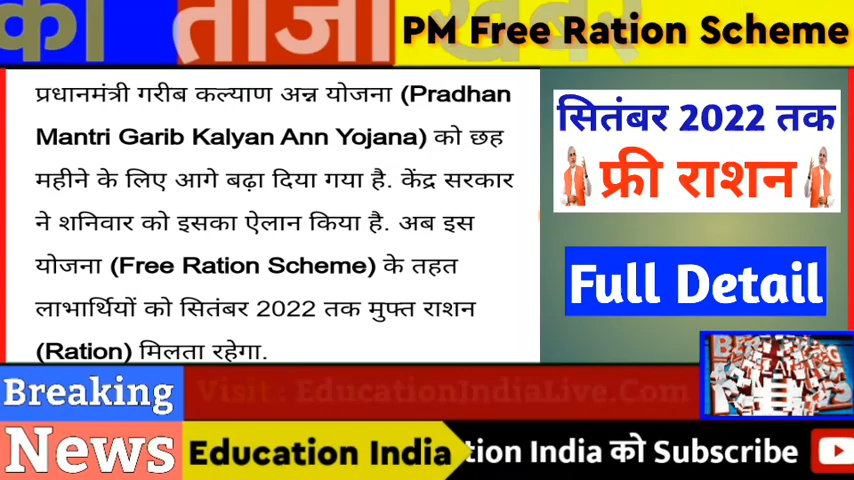 की ताजा खबर
PM Free Ration Scheme
प्रधानमंत्री गरीब कल्याण अन्न योजना (Pradhan
Mantri Garib Kalyan Ann Yojana) को छह
महीने के लिए आगे बढ़ा दिया गया है. केंद्र सरकार
ने शनिवार को इसका ऐलान किया है. अब इस
योजना (Free Ration Scheme) के तहत
लाभार्थियों को सितंबर 2022 तक मुफ्त राशन
(Ration) मिलता रहेगा.
सितंबर 2022 तक
फ्री राशन
Full Detail
Breaking
News
Visit : EducationIndiaLive.Com
Education India
tion India को Subscribe